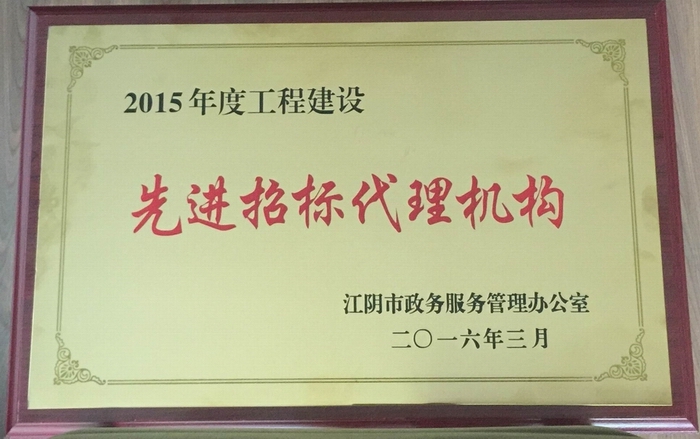 2015年度工程建设
先进招标代理机构
江阴市政务服务管理办公室
二〇一六年三月